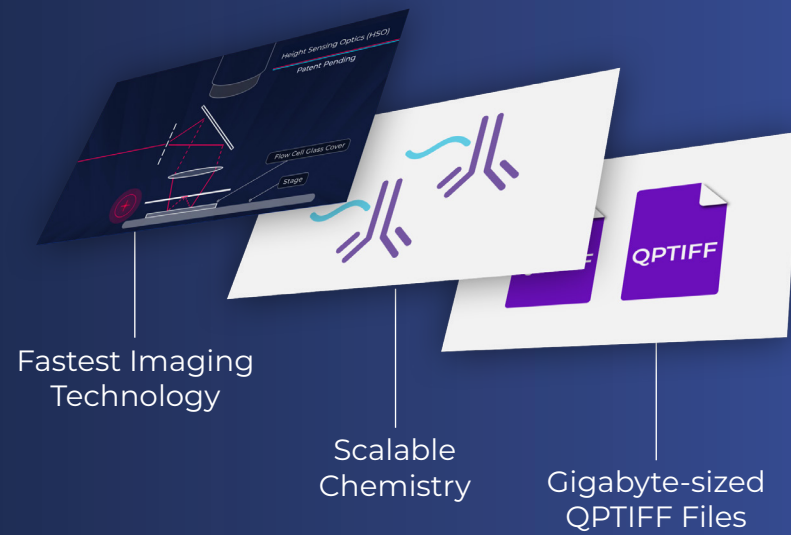 Height Sensing Optics (HSO)
Patent Pending
Flow Cell Glass Cover
Stage
QPTIFF
Fastest Imaging
Technology
Scalable
Chemistry
Gigabyte-sized
QPTIFF Files